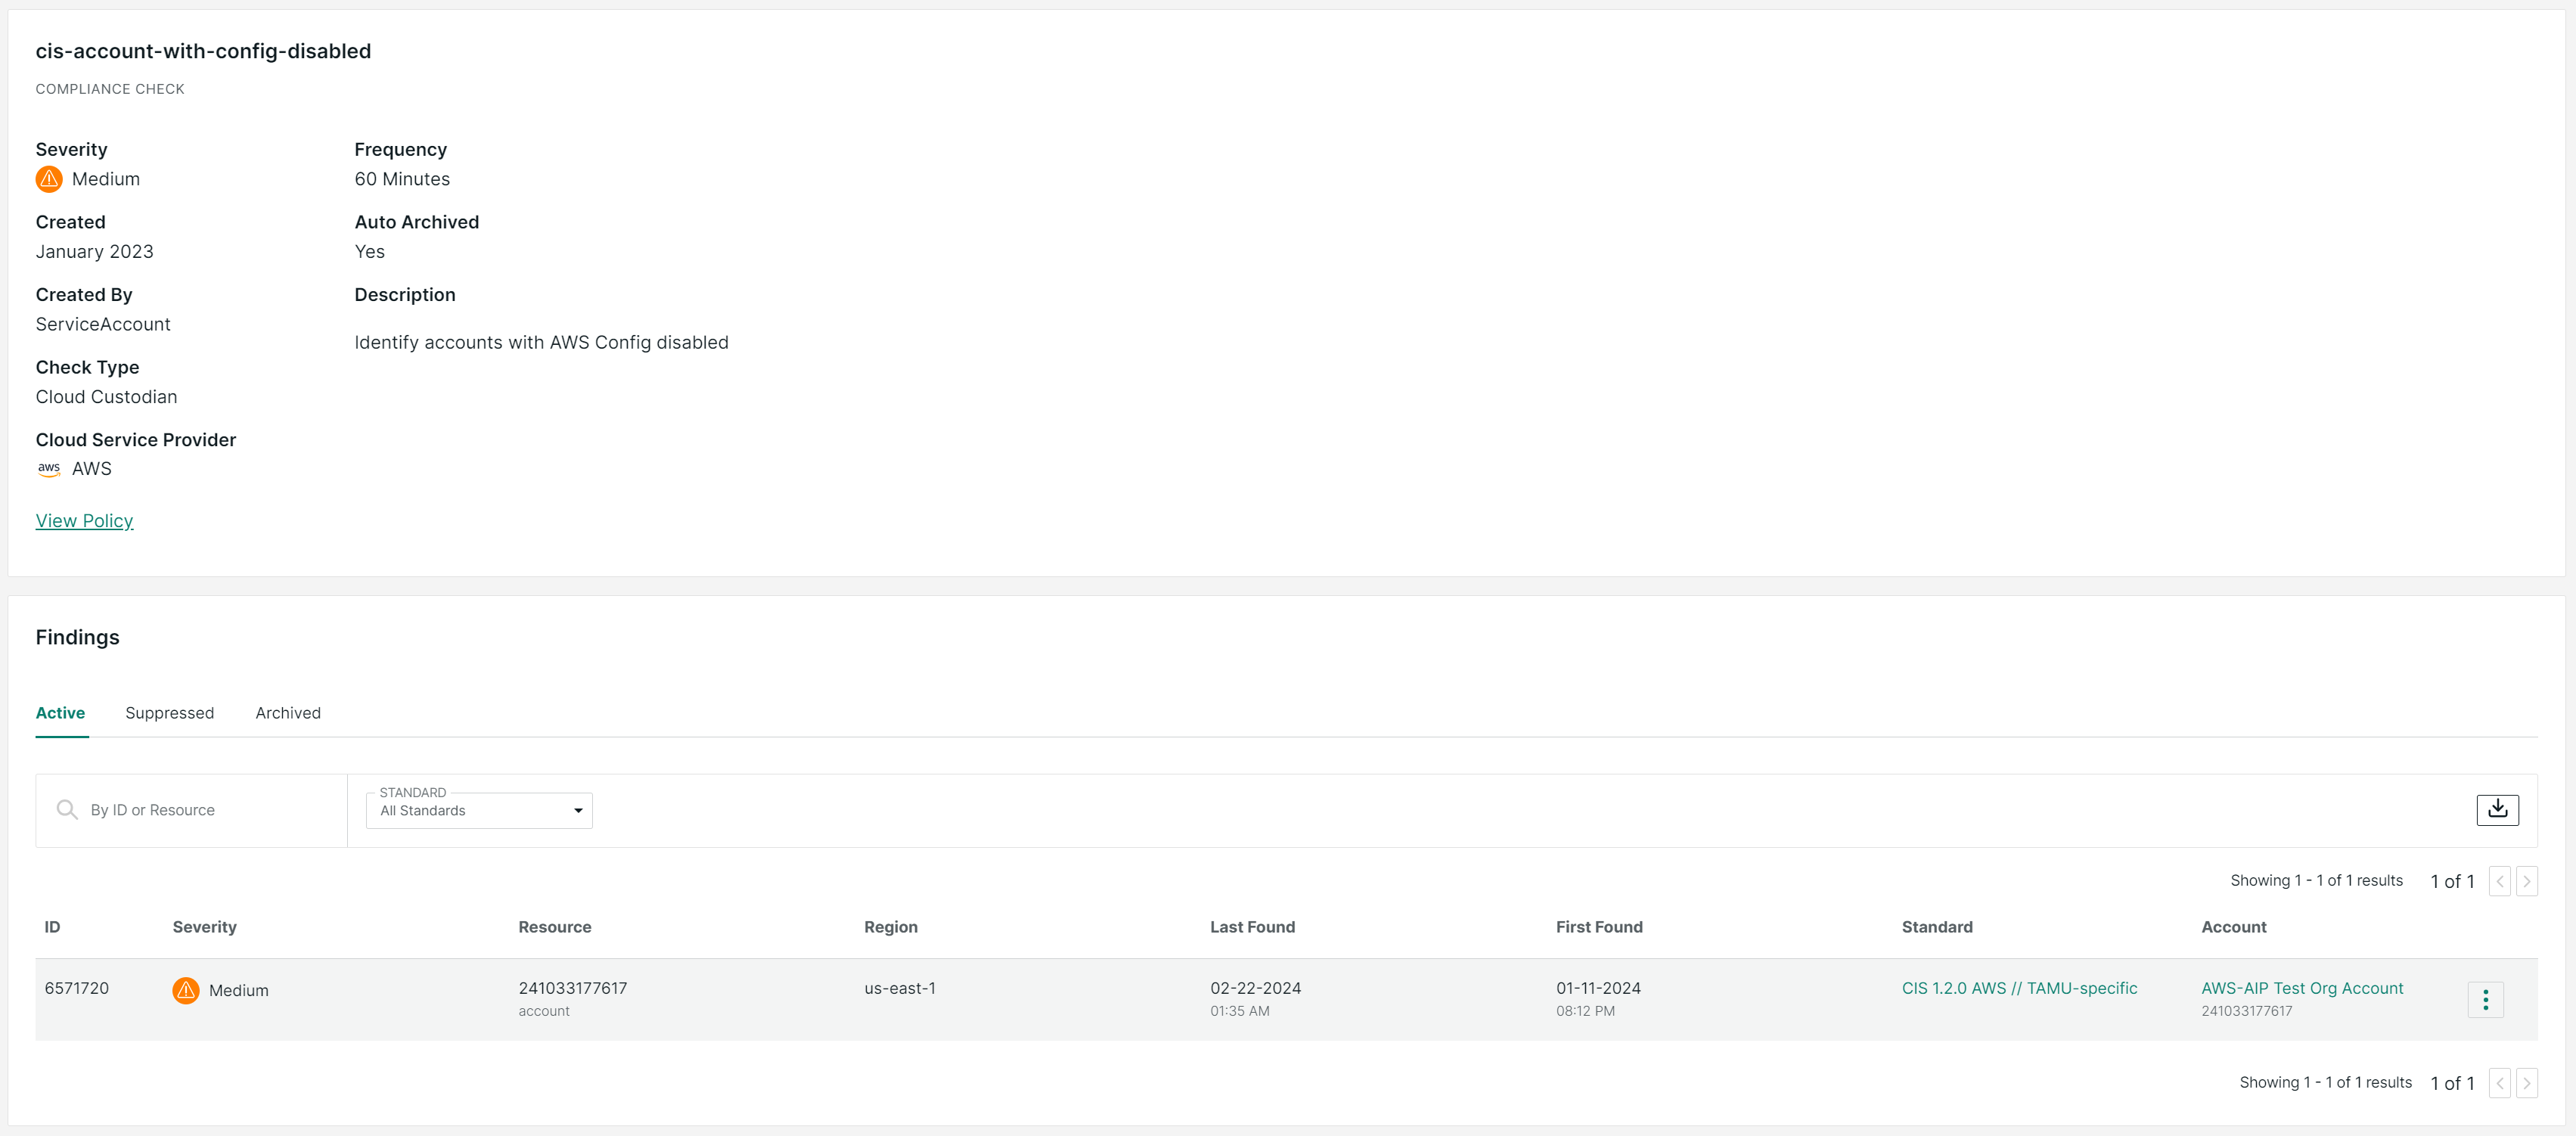 cis-account-with-config-disabled
COMPLIANCE CHECK
Severity
Medium
Created
January 2023
Created By
ServiceAccount
Check Type
Cloud Custodian
Cloud Service Provider
aws AWS
View Policy
Frequency
60 Minutes
Auto Archived
Yes
Description
Identify accounts with AWS Config disabled
Findings
Active Suppressed Archived
By ID or Resource
STANDARD
All Standards
Showing 1 - 1 of 1 results 1 of 1
ID Severity Resource Region Last Found First Found Standard Account
6571720 Medium 241033177617 us-east-1 02-22-2024 01-11-2024 CIS 1.2.0 AWS // TAMU-specific AWS-AIP Test Org Account
account 01:35 AM 08:12 PM 241033177617
Showing 1 - 1 of 1 results 1 of 1